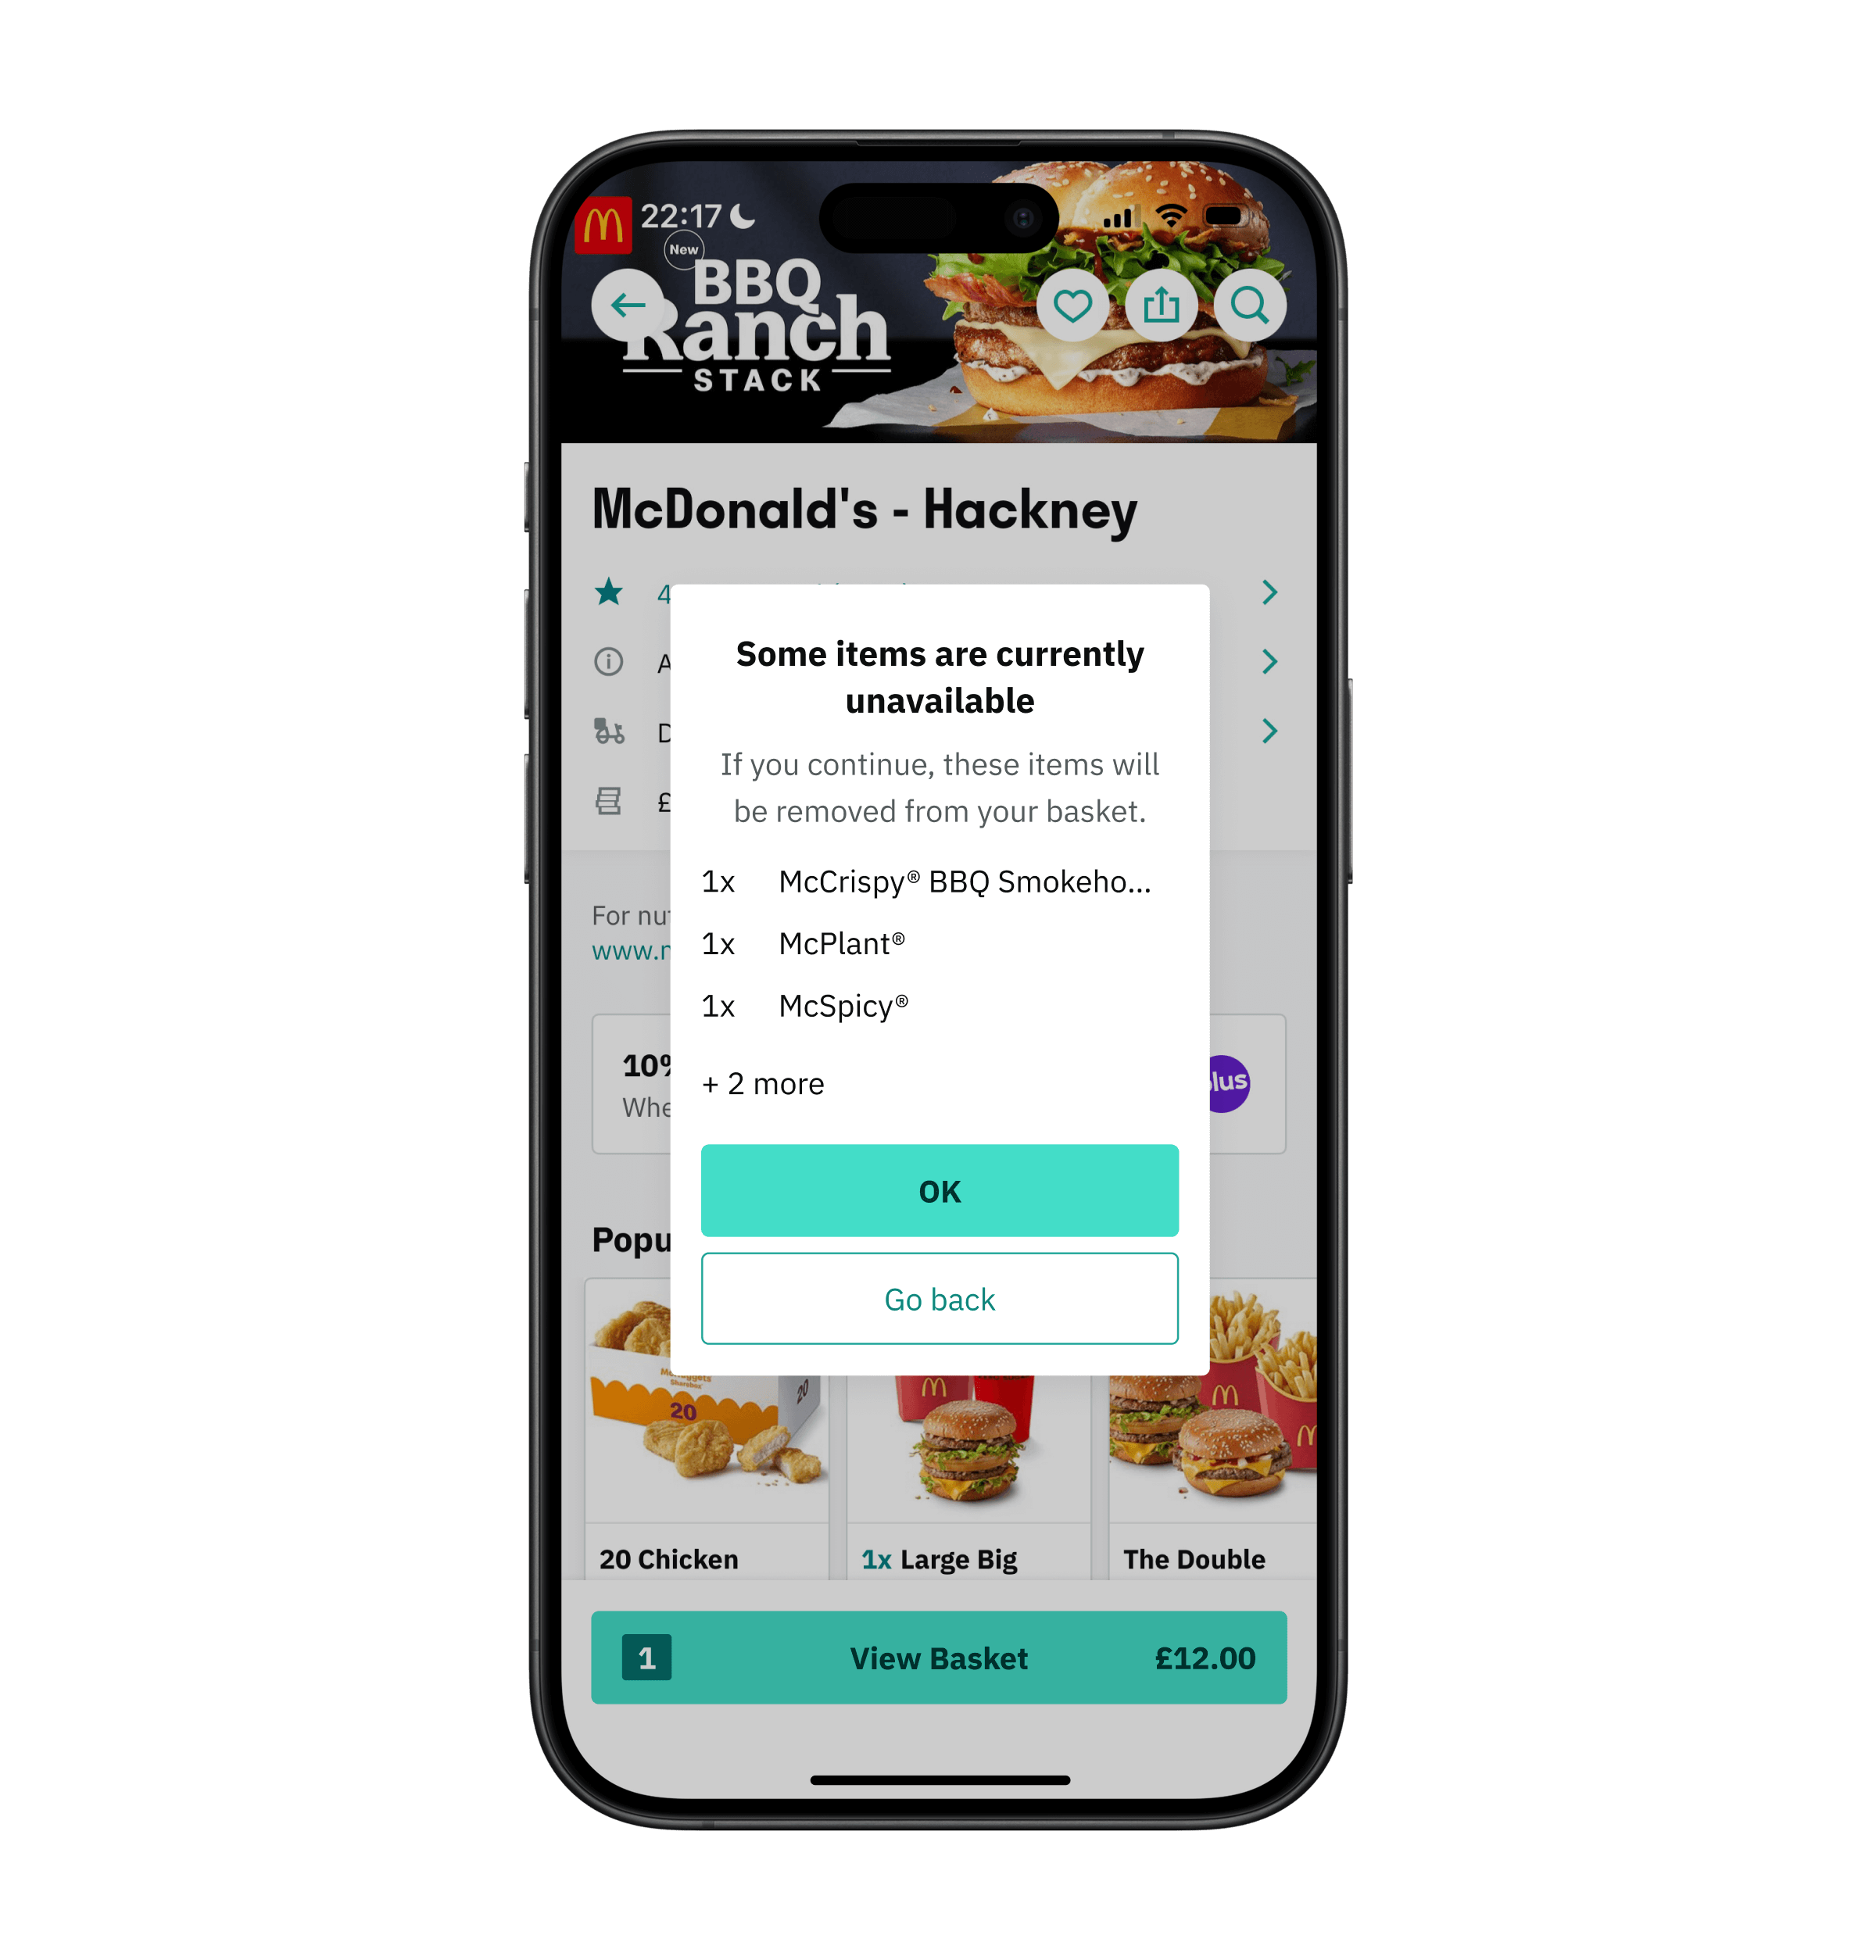 22:17
New
BBQ
Ranch
STACK
McDonald's - Hackney
4
A
D
£
Some items are currently
unavailable
If you continue, these items will
be removed from your basket.
1x McCrispy® BBQ Smokeho...
1x McPlant®
1x McSpicy®
+ 2 more
OK
Go back
For nu
www.
10%
Whe
lus
Popu
20
20
20 Chicken
1x Large Big
The Double
1 View Basket £12.00